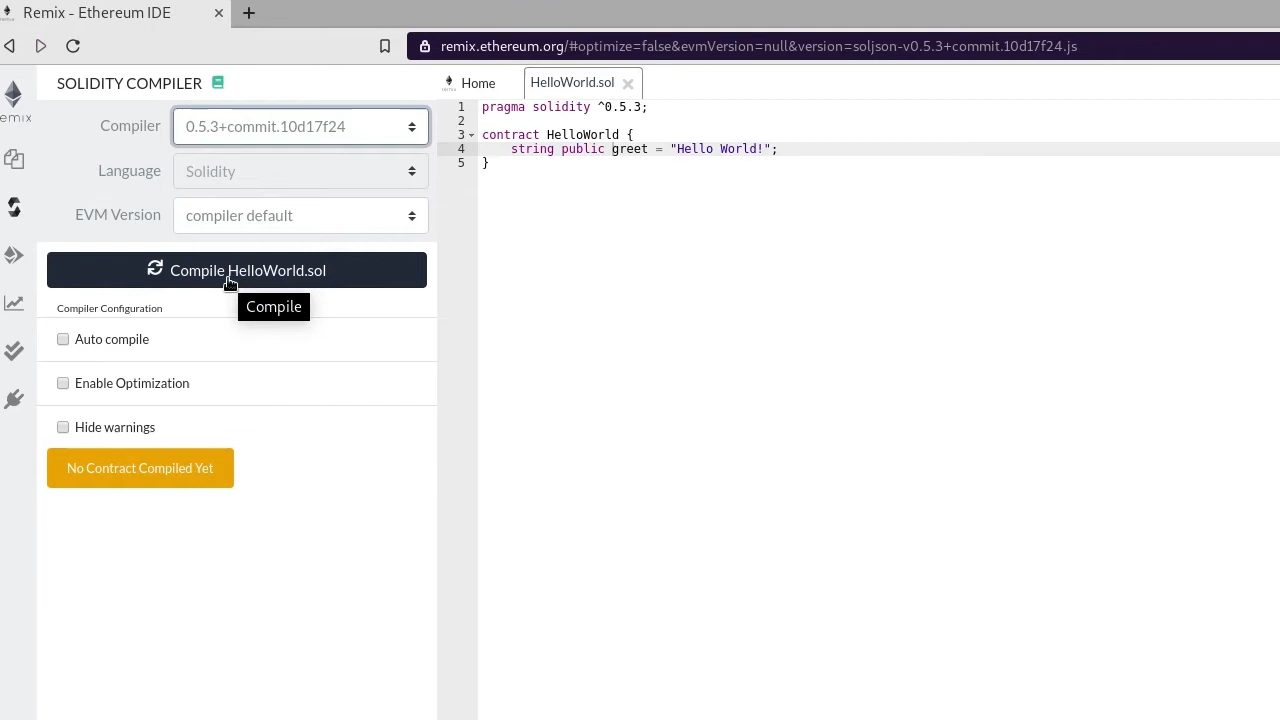 Remix - Ethereum IDE
remix.ethereum.org/#optimize=false&evmVersion=null&version=soljson-v0.5.3+commit.10d17f24.js
SOLIDITY COMPILER
Home
HelloWorld.sol
Compiler
0.5.3+commit.10d17f24
Language
Solidity
EVM Version
compiler default
Compile HelloWorld.sol
Compile
Compiler Configuration
Auto compile
Enable Optimization
Hide warnings
No Contract Compiled Yet
1 pragma solidity ^0.5.3;
2
3 contract HelloWorld {
4 string public greet = "Hello World!";
5 }